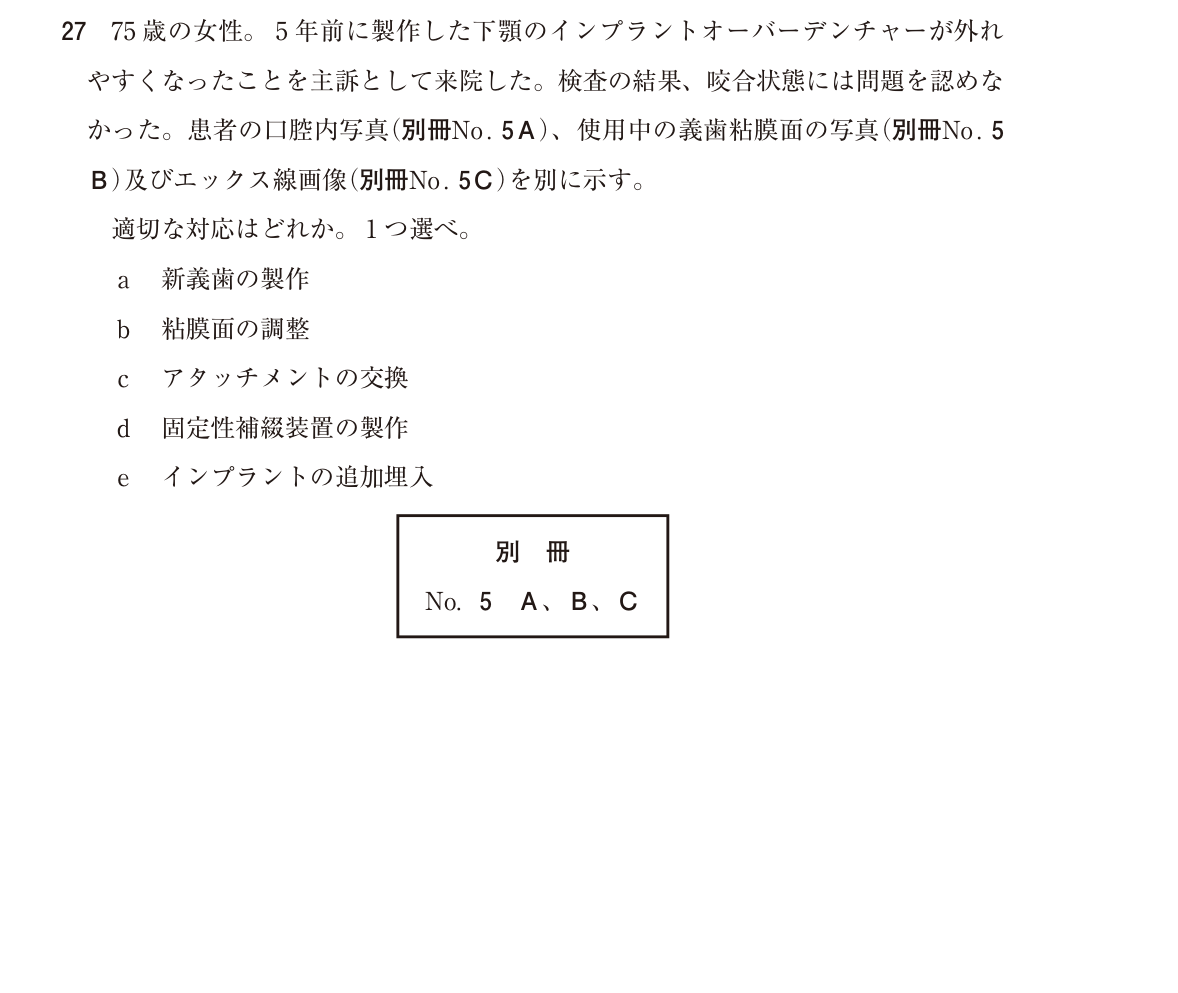 27 75歳の女性。5年前に製作した下顎のインプラントオーバーデンチャーが外れ
やすくなったことを主訴として来院した。検査の結果、咬合状態には問題を認めな
かった。患者の口腔内写真(別冊No. 5A)、使用中の義歯粘膜面の写真(別冊No. 5
B)及びエックス線画像(別冊No. 5C)を別に示す。
適切な対応はどれか。1つ選べ。
a 新義歯の製作
b 粘膜面の調整
c アタッチメントの交換
d 固定性補綴装置の製作
e インプラントの追加埋入
別 冊
No. 5 A、B、C